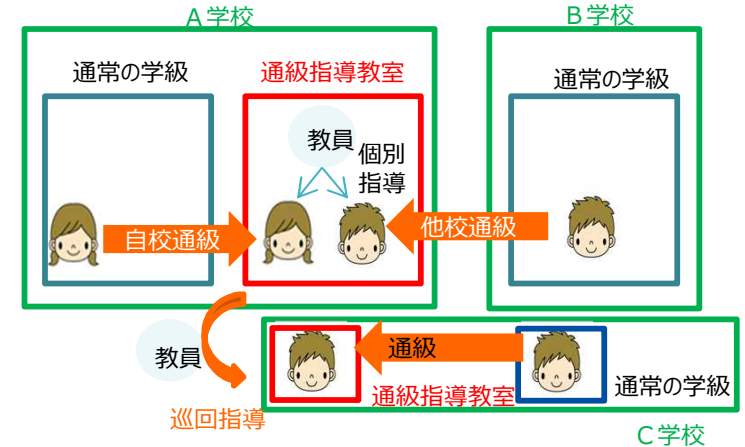 A学校
B学校
通常の学級
通級指導教室
通常の学級
教員
個別
指導
自校通級
他校通級
教員
通級
通級指導教室
通常の学級
巡回指導
C学校